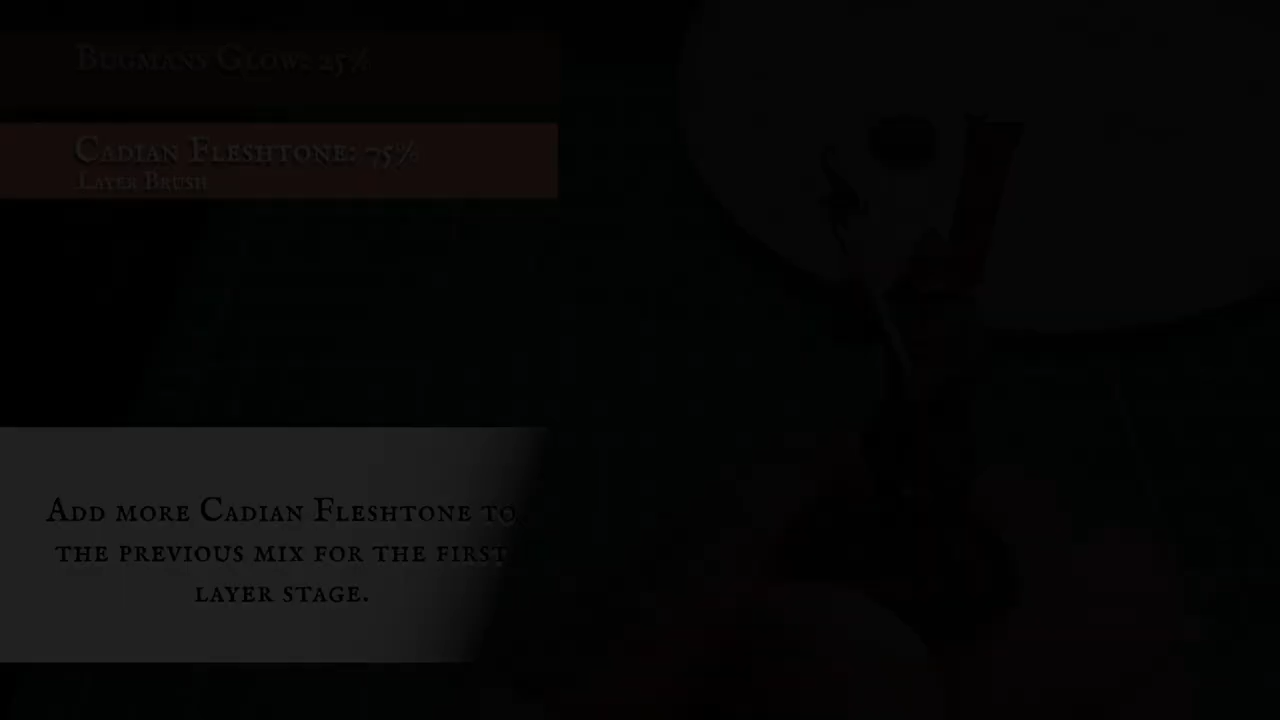 Bugmans Glow: 25%
Cadian Fleshtone: 75%
Layer Brush
Add more Cadian Fleshtone to
the previous mix for the first
layer stage.